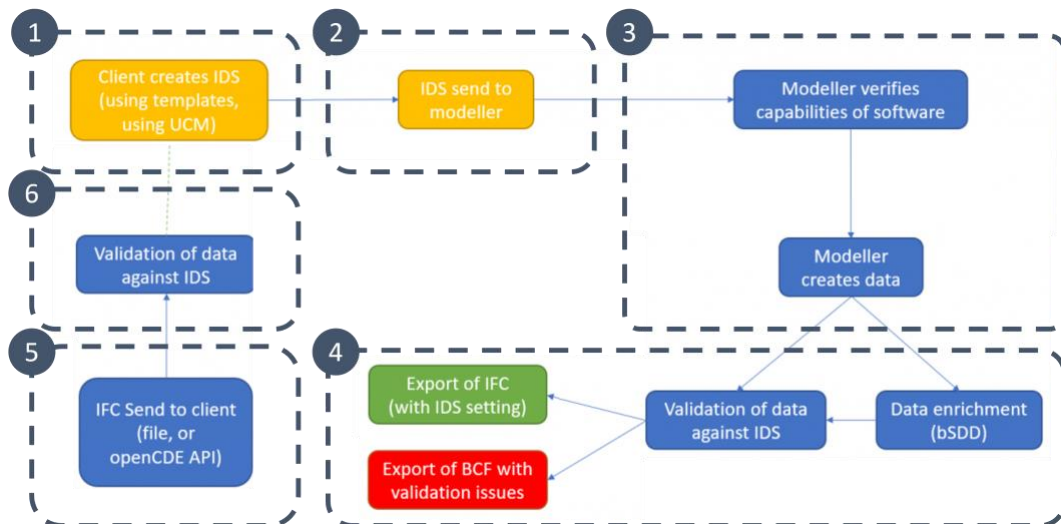 1
Client creates IDS
(using templates,
using UCM)
2
IDS send to
modeller
3
Modeller verifies
capabilities of software
Modeller
creates data
6
Validation of data
against IDS
5
IFC Send to client
(file, or
openCDE API)
4
Export of IFC
(with IDS setting)
Validation of data
against IDS
Data enrichment
(bSDD)
Export of BCF with
validation issues